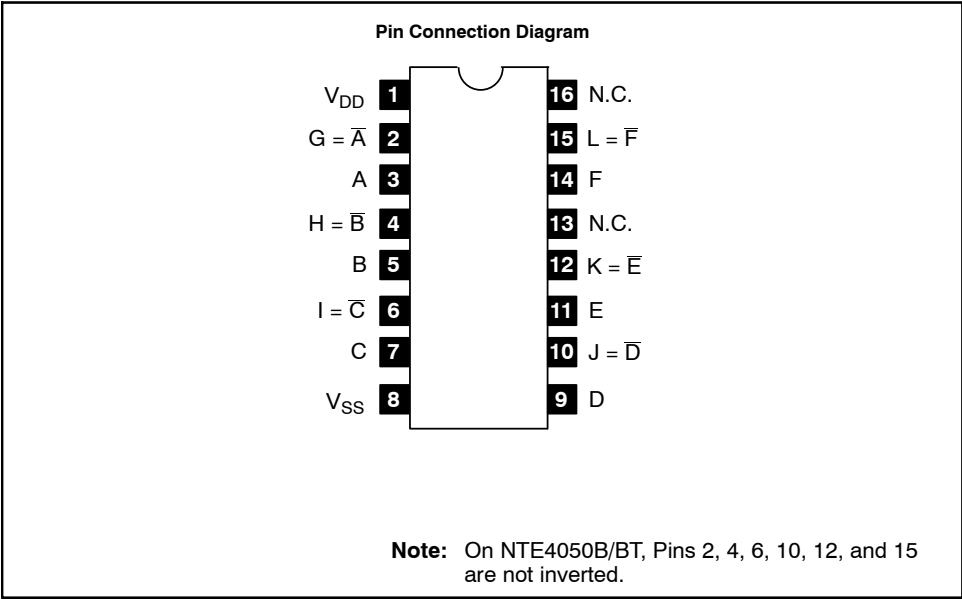 Pin Connection Diagram
V_DD 1 16 N.C.
G = A̅ 2 15 L = F̅
A 3 14 F
H = B̅ 4 13 N.C.
B 5 12 K = E̅
I = C̅ 6 11 E
C 7 10 J = D̅
V_SS 8 9 D
Note: On NTE4050B/BT, Pins 2, 4, 6, 10, 12, and 15
are not inverted.